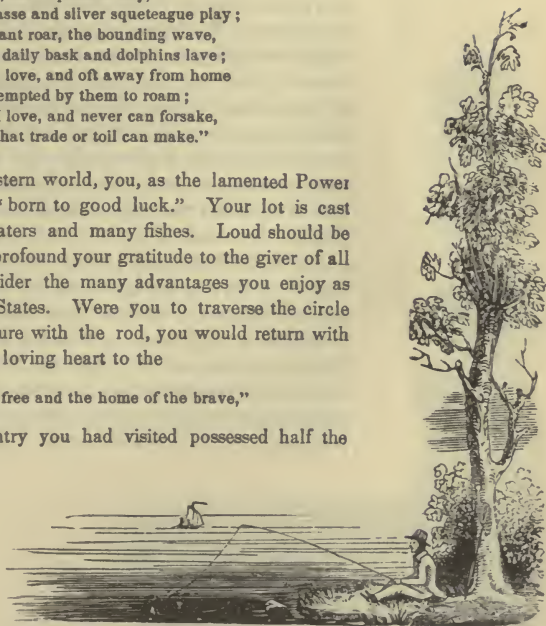 asse and sliver squeteague play;
ant roar, the bounding wave,
daily bask and dolphins lave;
love, and oft away from home
empted by them to roam;
love, and never can forsake,
hat trade or toil can make."
stern world, you, as the lamented Power
"born to good luck." Your lot is cast
aters and many fishes. Loud should be
profound your gratitude to the giver of all
ider the many advantages you enjoy as
States. Were you to traverse the circle
ure with the rod, you would return with
loving heart to the
free and the home of the brave,"
ntry you had visited possessed half the